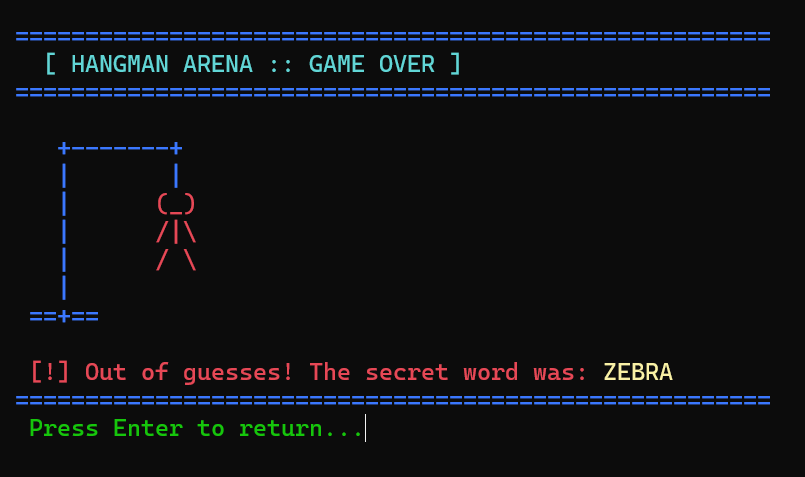 ======================================================
[ HANGMAN ARENA :: GAME OVER ]
======================================================
+-------+
|       |
|      (_)
|      /|\
|      / \
|
==+==
[!] Out of guesses! The secret word was: ZEBRA
======================================================
Press Enter to return...